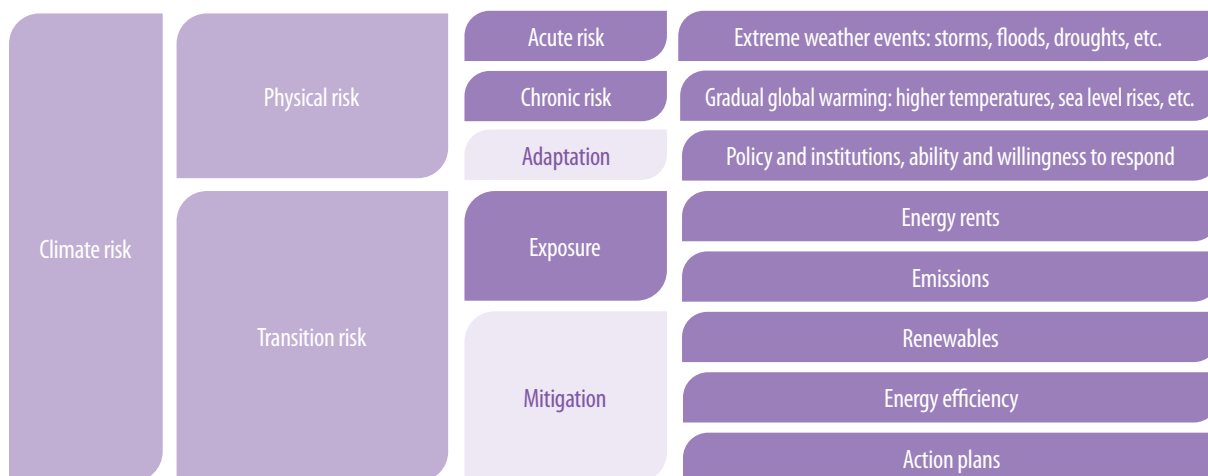 Climate risk
Physical risk
Acute risk
Extreme weather events: storms, floods, droughts, etc.
Chronic risk
Gradual global warming: higher temperatures, sea level rises, etc.
Adaptation
Policy and institutions, ability and willingness to respond
Transition risk
Exposure
Energy rents
Emissions
Mitigation
Renewables
Energy efficiency
Action plans